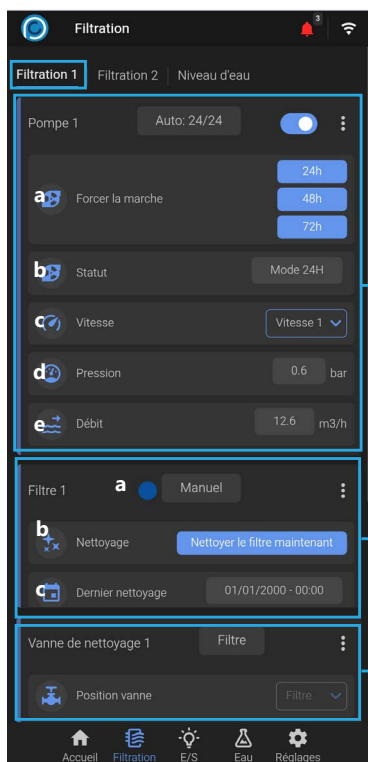 Filtration
3
Filtration 1 Filtration 2 Niveau d'eau
Pompe 1 Auto: 24/24
24h
a Forcer la marche 48h
72h
b Statut Mode 24H
c Vitesse Vitesse 1
d Pression 0.6 bar
e Débit 12.6 m3/h
Filtre 1 a Manuel
b Nettoyage Nettoyer le filtre maintenant
c Dernier nettoyage 01/01/2000 - 00:00
Vanne de nettoyage 1 Filtre
Position vanne Filtre
Accueil Filtration E/S Eau Réglages